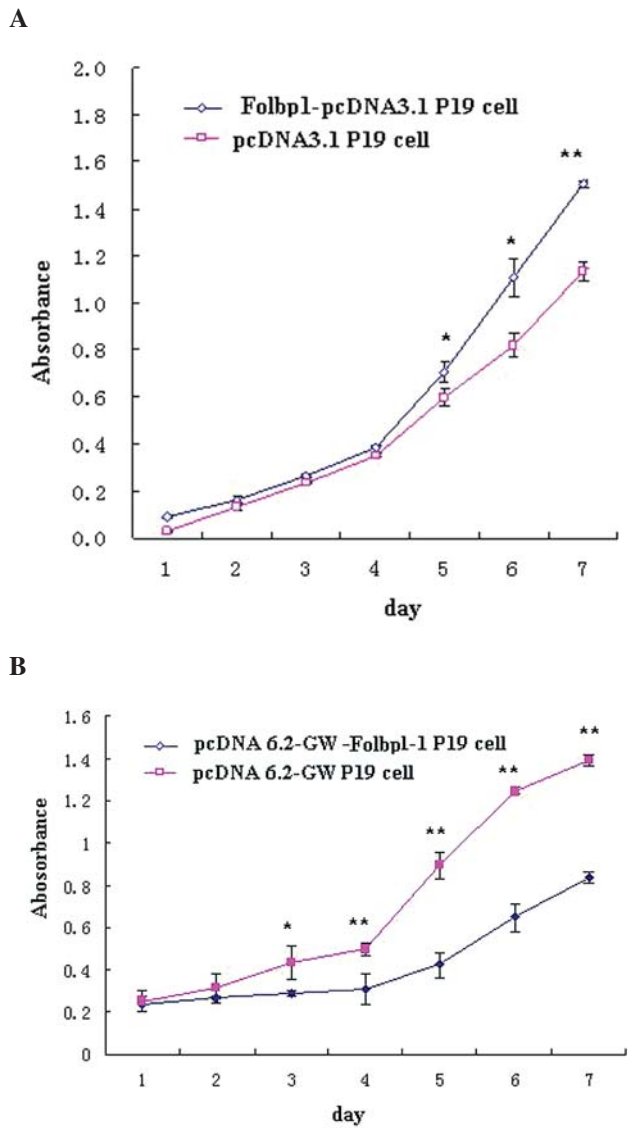 A
2.0
Folbp1-pcDNA3.1 P19 cell
1.8
pcDNA3.1 P19 cell
**
1.6
1.4
*
1.2
1.0
*
0.8
0.6
0.4
0.2
0.0
Absorbance
1 2 3 4 5 6 7
day
B
1.6
pcDNA 6.2-GW -Folbpl-1 P19 cell
**
1.4
pcDNA 6.2-GW P19 cell
**
1.2
**
1
0.8
* **
0.6
0.4
0.2
0
Abosorbance
1 2 3 4 5 6 7
day